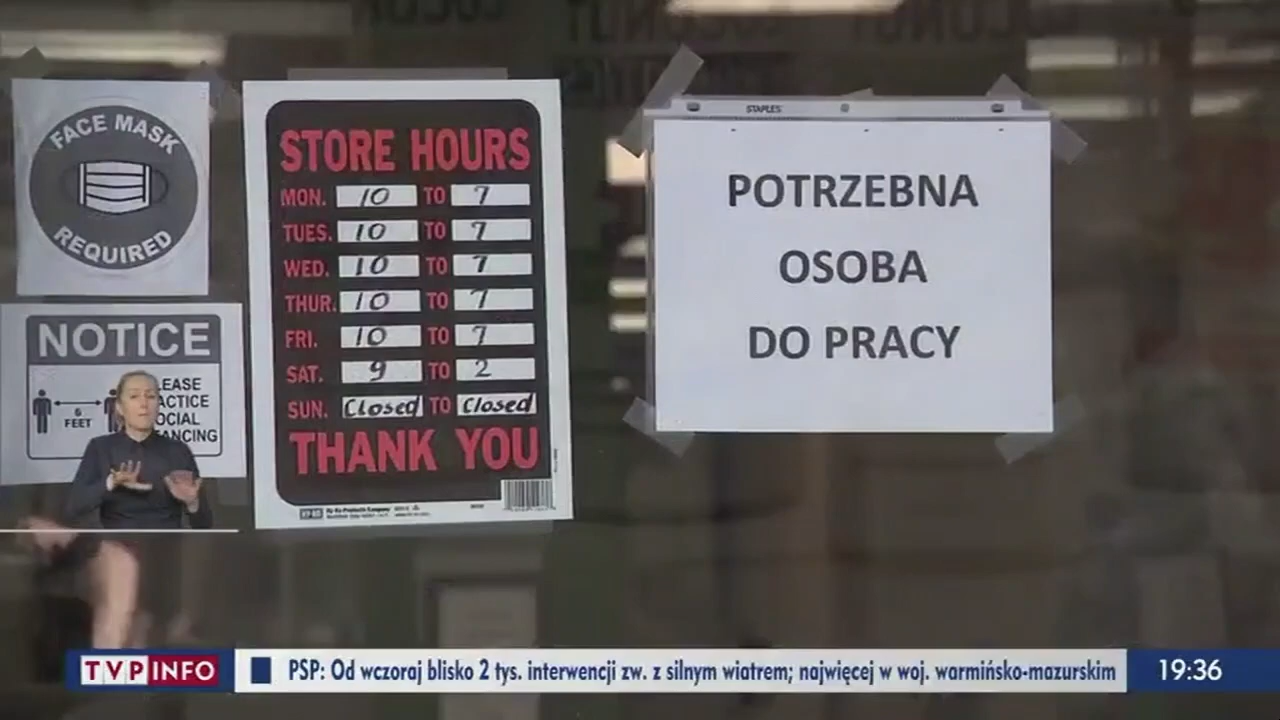 FACE MASK
REQUIRED
NOTICE
6
FEET
LEASE
ACTICE
OCIAL
ANCING
STORE HOURS
MON. 10 TO 7
TUES. 10 TO 7
WED. 10 TO 7
THUR. 10 TO 7
FRI. 10 TO 7
SAT. 9 TO 2
SUN. Closed TO Closed
THANK YOU
STAPLES
POTRZEBNA
OSOBA
DO PRACY
TVP INFO
PSP: Od wczoraj blisko 2 tys. interwencji zw. z silnym wiatrem; najwięcej w woj. warmińsko-mazurskim
19:36